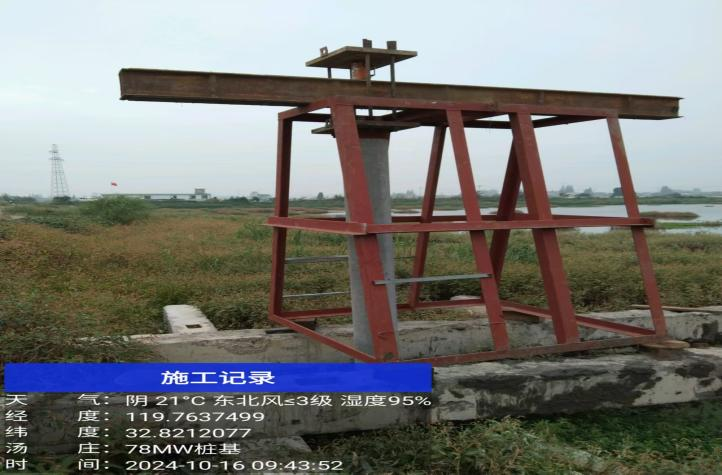 施工记录
天 气: 阴 21℃ 东北风≤3级 湿度95%
经 度: 119.7637499
纬 度: 32.8212077
汤 庄: 78MW桩基
时 间: 2024-10-16 09:43:52